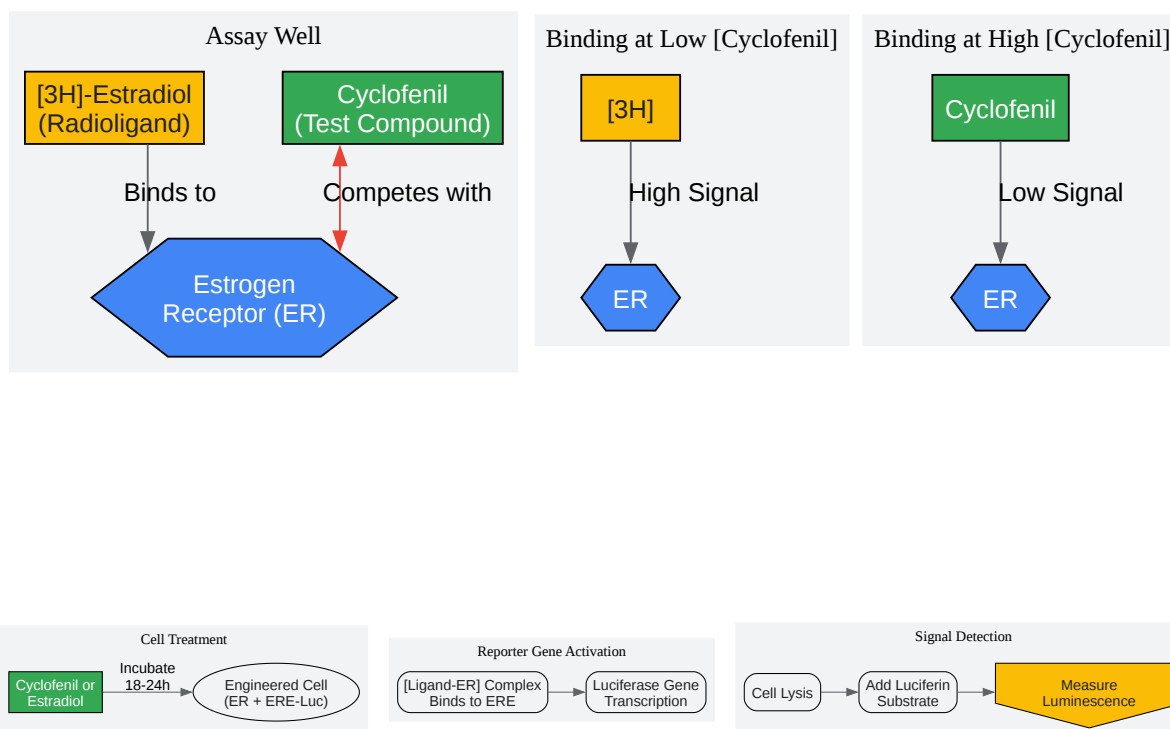 Assay Well
[3H]-Estradiol
(Radioligand)
Cyclofenil
(Test Compound)
Binds to
Competes with
Estrogen
Receptor (ER)
Binding at Low [Cyclofenil]
[3H]
High Signal
ER
Binding at High [Cyclofenil]
Cyclofenil
Low Signal
ER
Cell Treatment
Cyclofenil or
Estradiol
Incubate
18-24h
Engineered Cell
(ER + ERE-Luc)
Reporter Gene Activation
[Ligand-ER] Complex
Binds to ERE
Luciferase Gene
Transcription
Signal Detection
Cell Lysis
Add Luciferin
Substrate
Measure
Luminescence